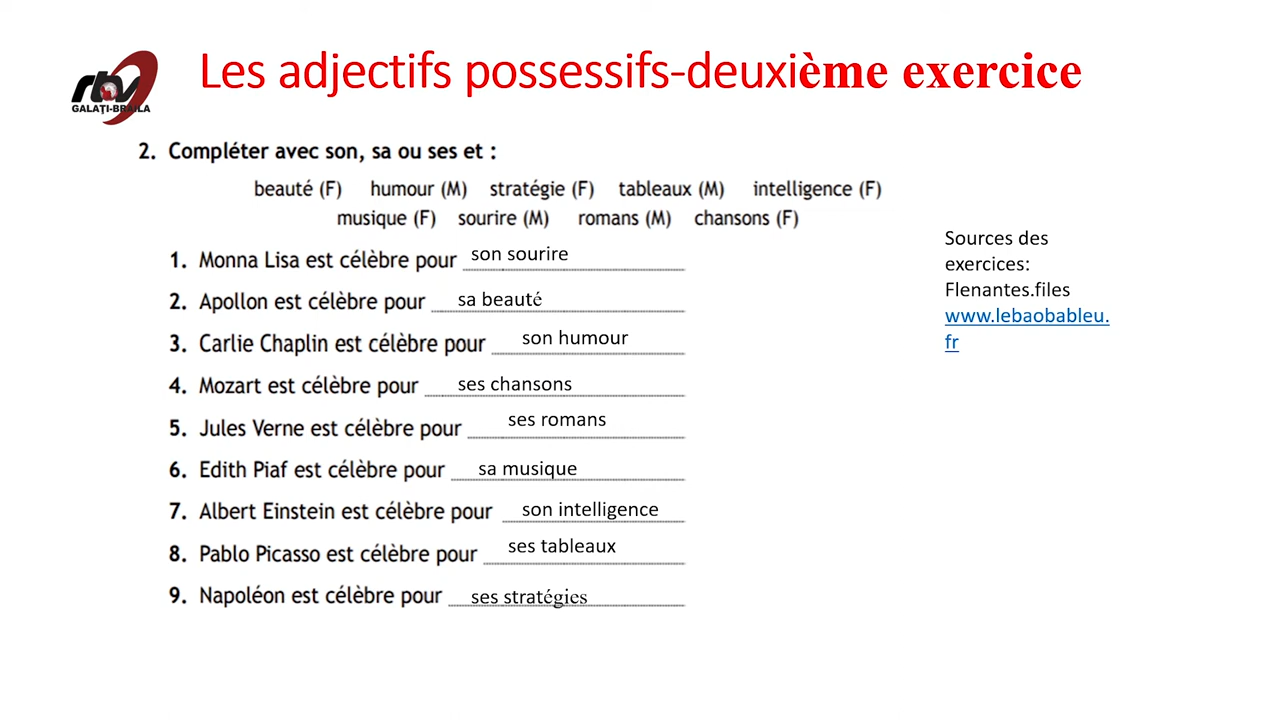 rtv
GALAȚI-BRĂILA
Les adjectifs possessifs-deuxième exercice
2. Compléter avec son, sa ou ses et :
beauté (F) humour (M) stratégie (F) tableaux (M) intelligence (F)
musique (F) sourire (M) romans (M) chansons (F)
1. Monna Lisa est célèbre pour son sourire
2. Apollon est célèbre pour sa beauté
3. Carlie Chaplin est célèbre pour son humour
4. Mozart est célèbre pour ses chansons
5. Jules Verne est célèbre pour ses romans
6. Edith Piaf est célèbre pour sa musique
7. Albert Einstein est célèbre pour son intelligence
8. Pablo Picasso est célèbre pour ses tableaux
9. Napoléon est célèbre pour ses stratégies
Sources des
exercices:
Flenantes.files
www.lebaobableu.
fr